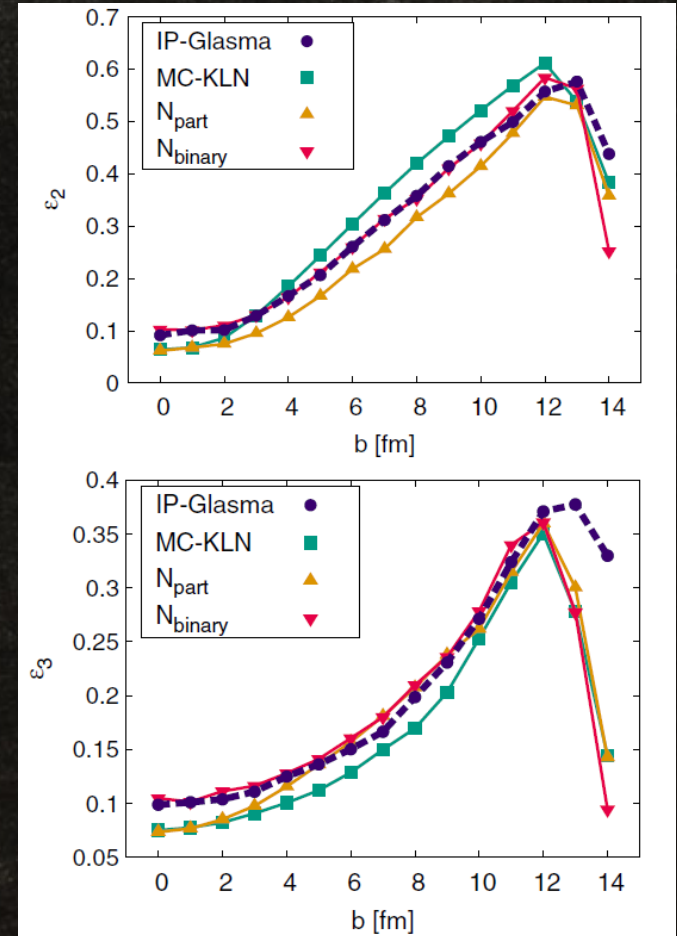 0.7
0.6
0.5
0.4
0.3
0.2
0.1
0
ε2
IP-Glasma
MC-KLN
Npart
Nbinary
0 2 4 6 8 10 12 14
b [fm]
0.4
0.35
0.3
0.25
0.2
0.15
0.1
0.05
ε3
IP-Glasma
MC-KLN
Npart
Nbinary
0 2 4 6 8 10 12 14
b [fm]